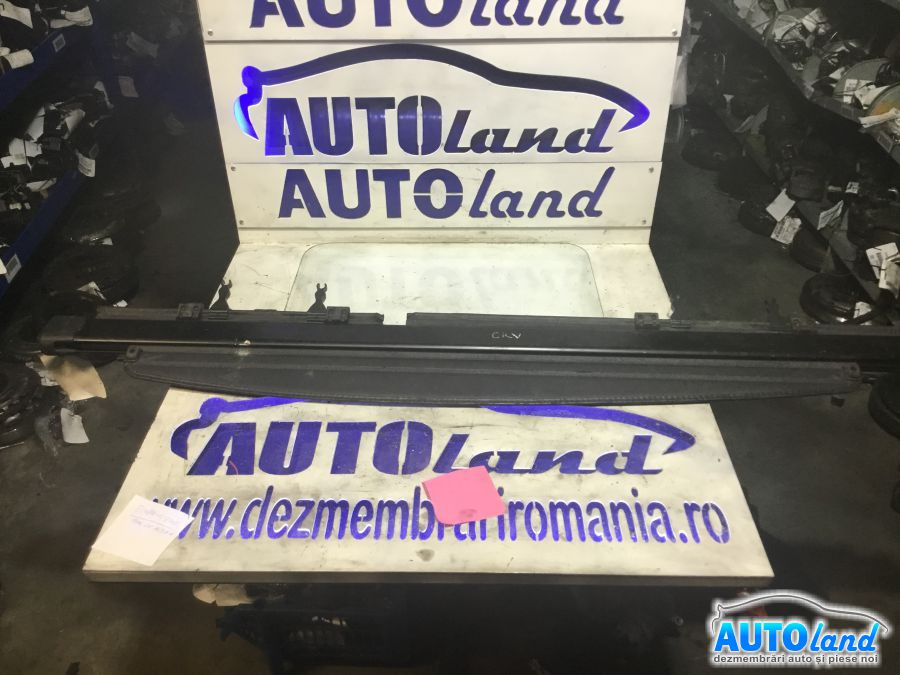 AUTOland
AUTOland
AUTOland
CRV
AUTOland
www.dezmembrariromania.ro
AUTOland
dezmembrări auto și piese noi